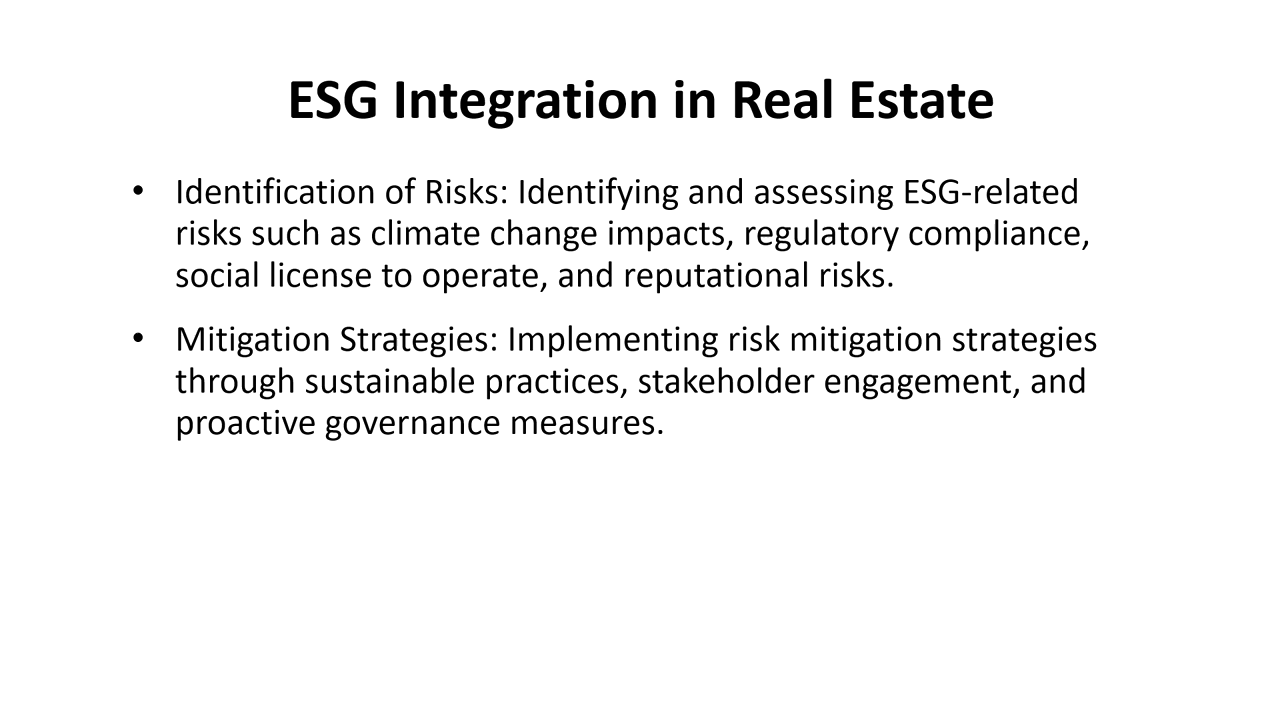 ESG Integration in Real Estate
• Identification of Risks: Identifying and assessing ESG-related
risks such as climate change impacts, regulatory compliance,
social license to operate, and reputational risks.
• Mitigation Strategies: Implementing risk mitigation strategies
through sustainable practices, stakeholder engagement, and
proactive governance measures.